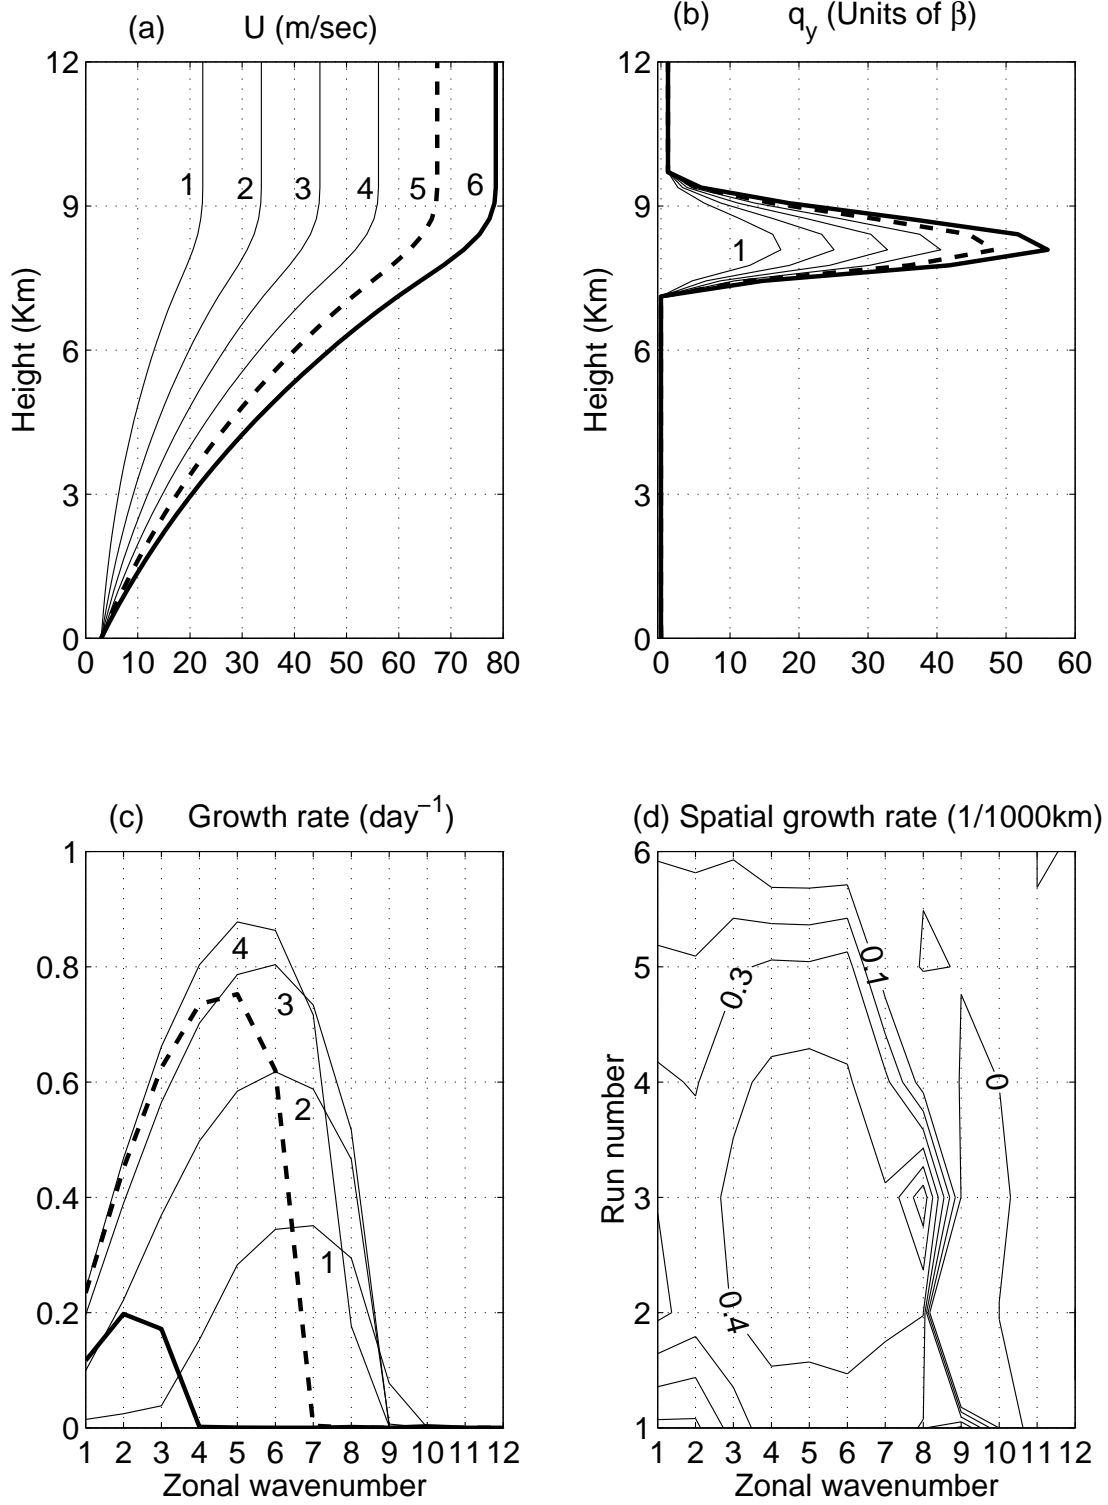 (a) U (m/sec)
12
9
6
3
0
Height (Km)
1 2 3 4 5 6
0 10 20 30 40 50 60 70 80
(b) q_y (Units of β)
12
9
6
3
0
Height (Km)
1
0 10 20 30 40 50 60
(c) Growth rate (day⁻¹)
1
0.8
0.6
0.4
0.2
0
4
3
2
1
1 2 3 4 5 6 7 8 9 10 11 12
Zonal wavenumber
(d) Spatial growth rate (1/1000km)
6
5
4
3
2
1
Run number
0.1
0.3
0
0.4
1 2 3 4 5 6 7 8 9 10 11 12
Zonal wavenumber